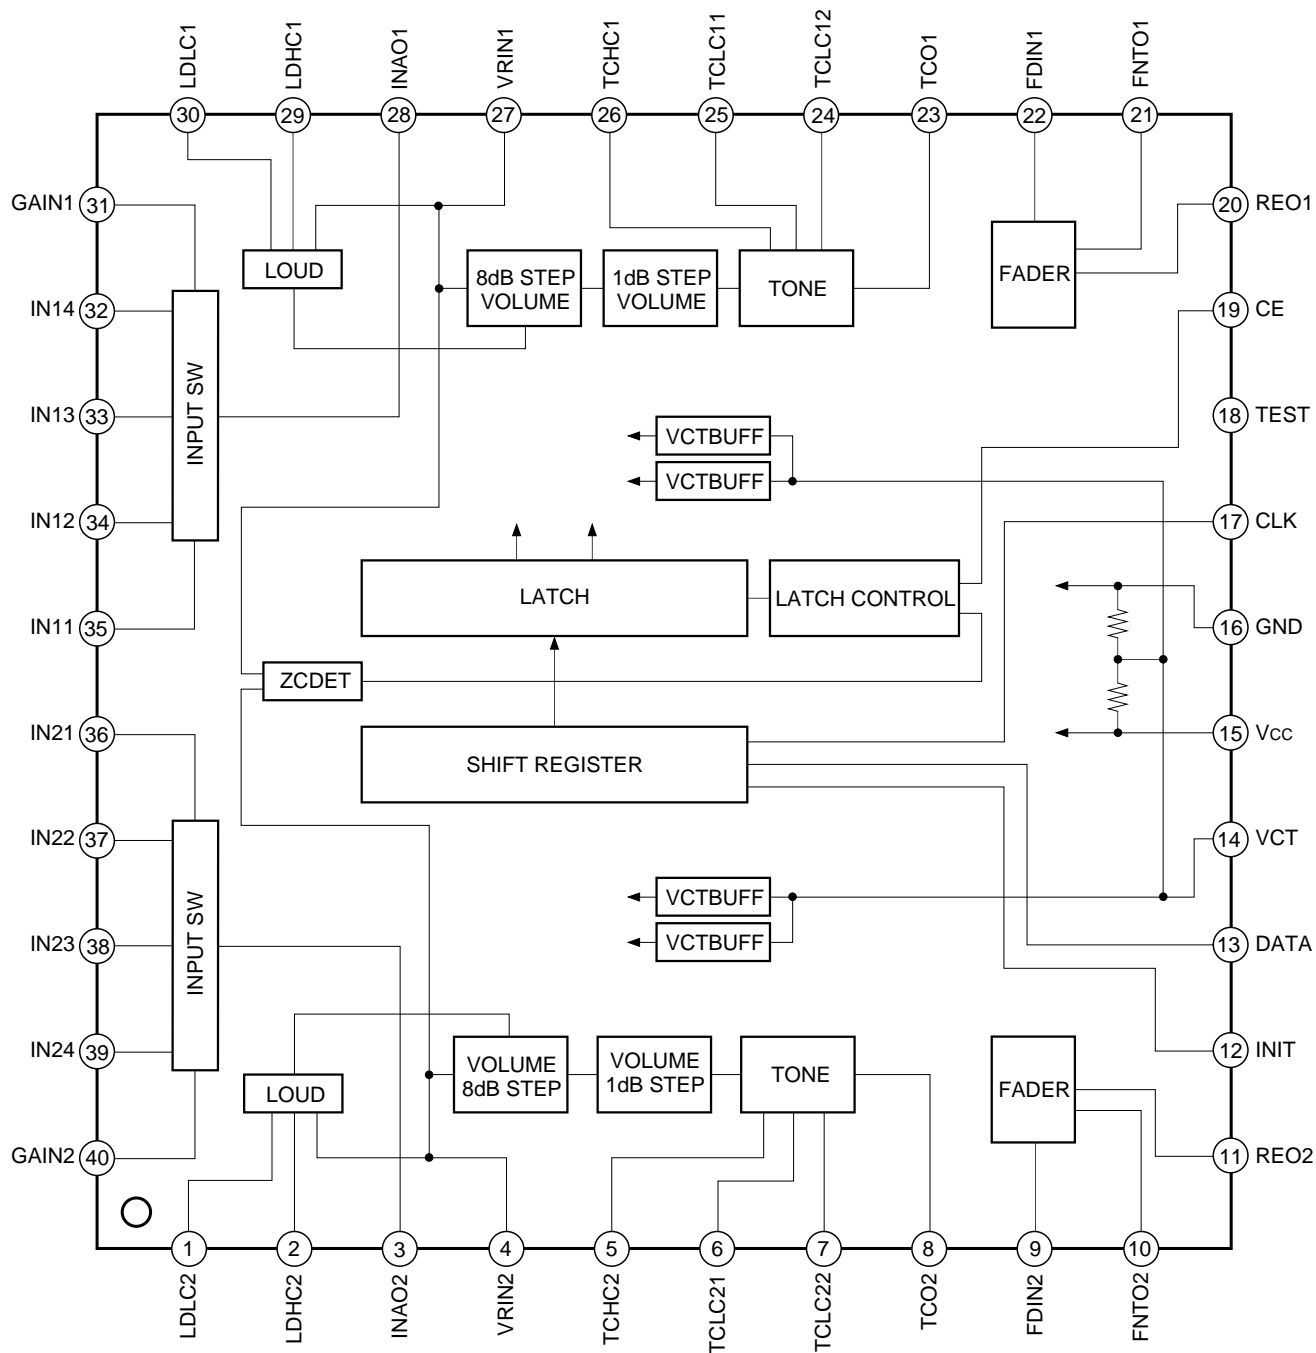 LDLC1
LDHC1
INAO1
VRIN1
TCHC1
TCLC11
TCLC12
TCO1
FDIN1
FNTO1
30
29
28
27
26
25
24
23
22
21
GAIN1 31
20 REO1
LOUD
8dB STEP
VOLUME
1dB STEP
VOLUME
TONE
FADER
IN14 32
19 CE
IN13 33
INPUT SW
18 TEST
VCTBUFF
VCTBUFF
IN12 34
17 CLK
LATCH
LATCH CONTROL
IN11 35
16 GND
ZCDET
IN21 36
15 Vcc
SHIFT REGISTER
IN22 37
14 VCT
VCTBUFF
VCTBUFF
IN23 38
INPUT SW
13 DATA
IN24 39
12 INIT
LOUD
VOLUME
8dB STEP
VOLUME
1dB STEP
TONE
FADER
GAIN2 40
11 REO2
1
2
3
4
5
6
7
8
9
10
LDLC2
LDHC2
INAO2
VRIN2
TCHC2
TCLC21
TCLC22
TCO2
FDIN2
FNTO2